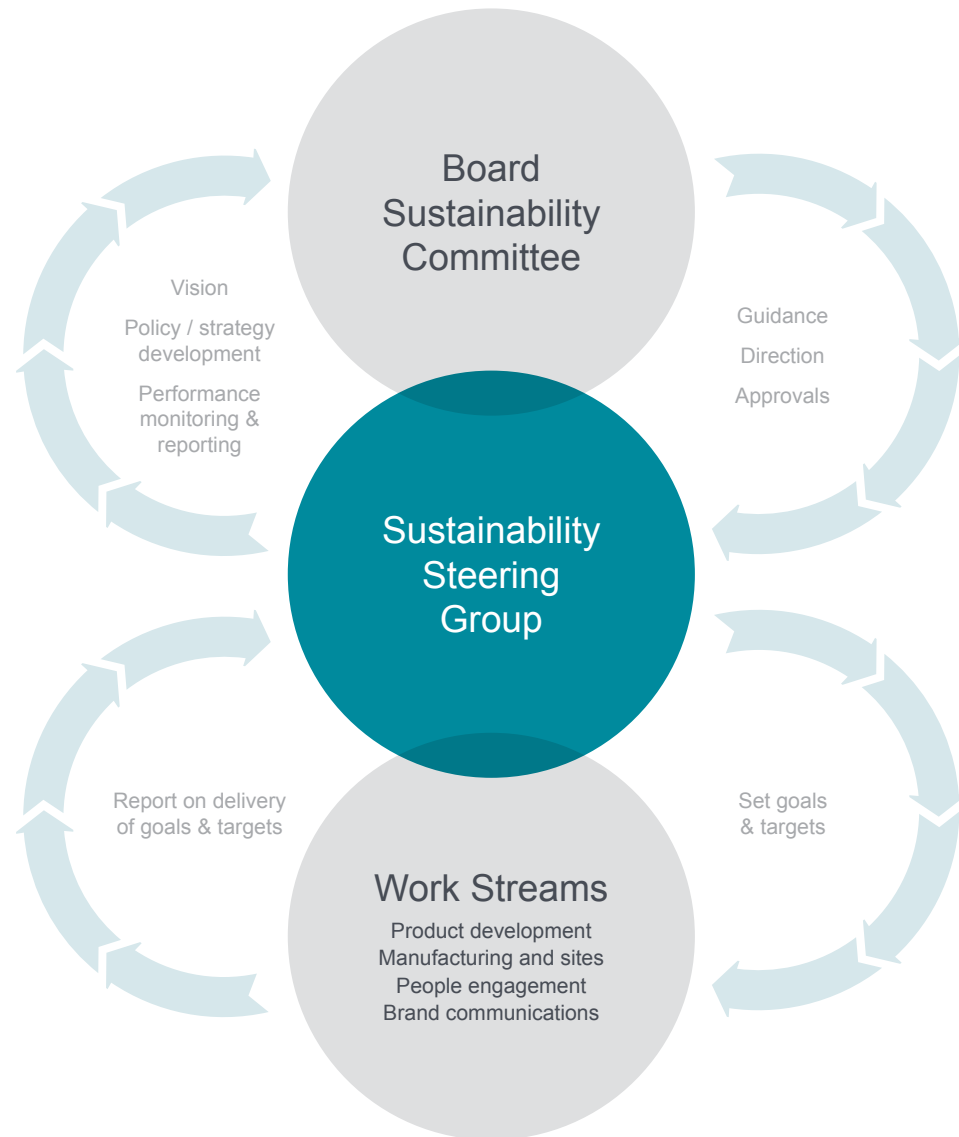 Board
Sustainability
Committee
Vision
Policy / strategy
development
Performance
monitoring &
reporting
Guidance
Direction
Approvals
Sustainability
Steering
Group
Report on delivery
of goals & targets
Set goals
& targets
Work Streams
Product development
Manufacturing and sites
People engagement
Brand communications